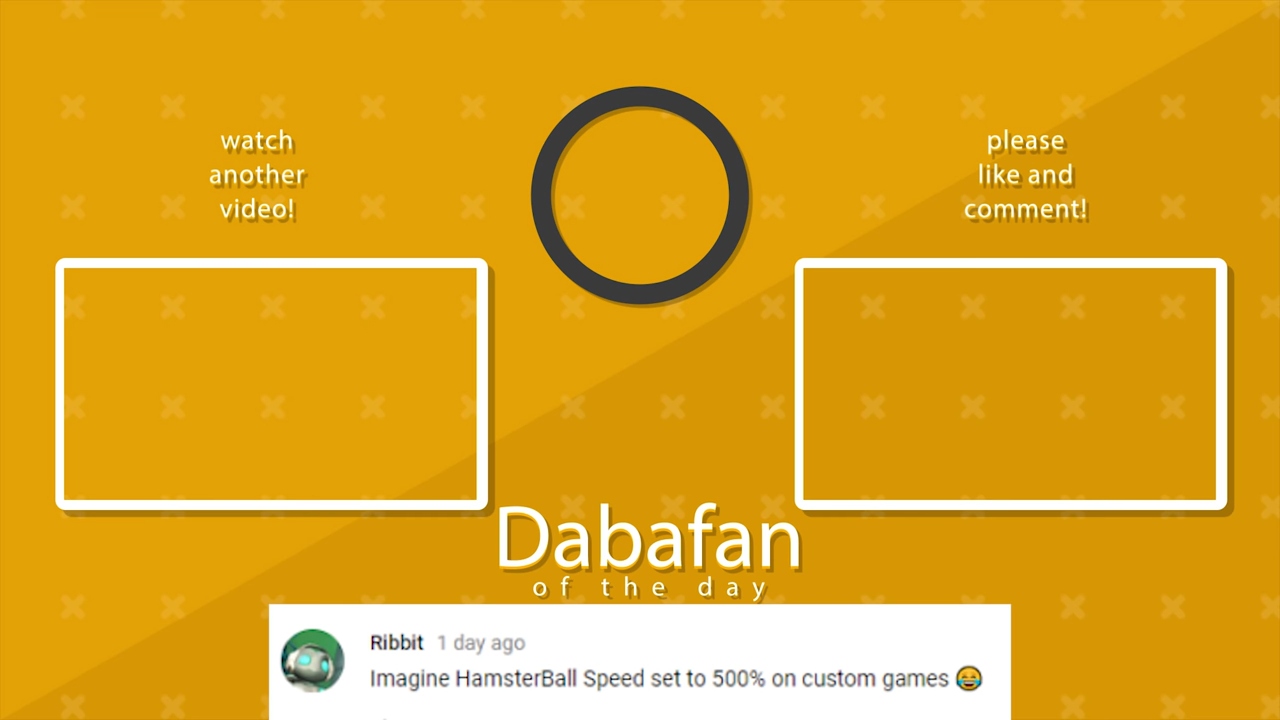 watch
another
video!
please
like and
comment!
Dabafan
of the day
Ribbit 1 day ago
Imagine HamsterBall Speed set to 500% on custom games 😂